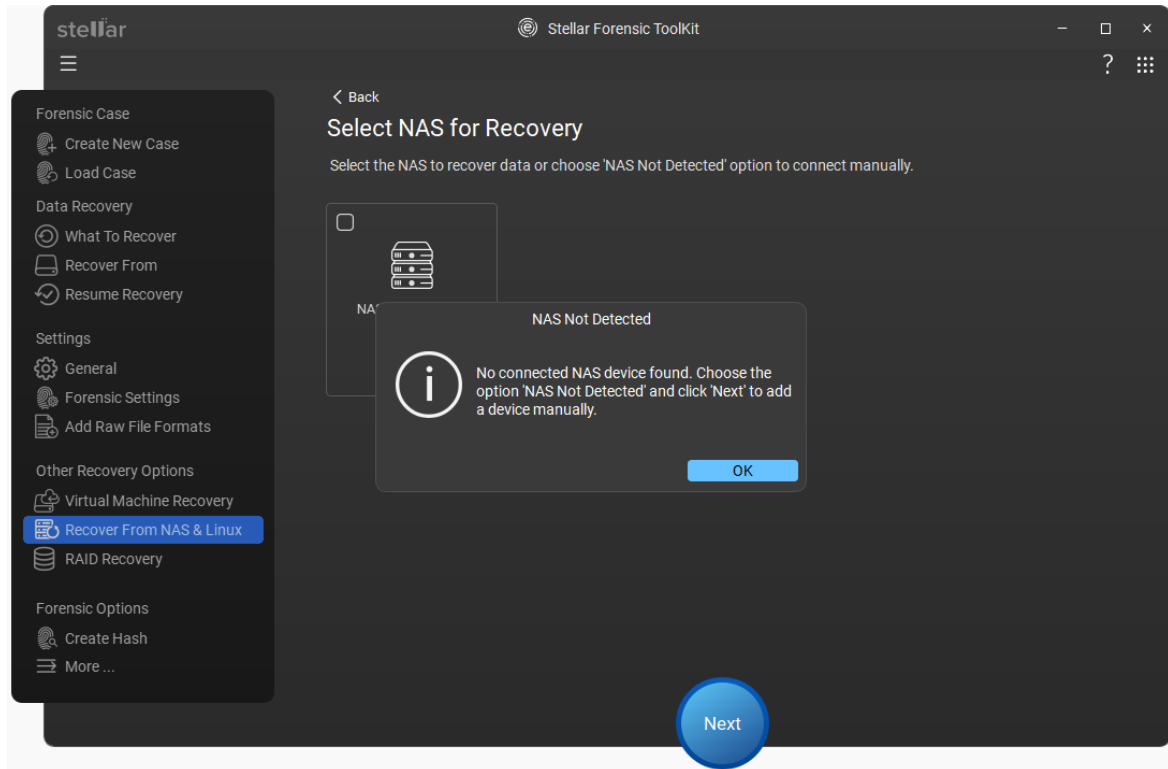 stellar
Stellar Forensic ToolKit
?
Forensic Case
Create New Case
Load Case
Data Recovery
What To Recover
Recover From
Resume Recovery
Settings
General
Forensic Settings
Add Raw File Formats
Other Recovery Options
Virtual Machine Recovery
Recover From NAS & Linux
RAID Recovery
Forensic Options
Create Hash
More ...
Back
Select NAS for Recovery
Select the NAS to recover data or choose 'NAS Not Detected' option to connect manually.
NAS Not Detected
No connected NAS device found. Choose the
option 'NAS Not Detected' and click 'Next' to add
a device manually.
OK
Next